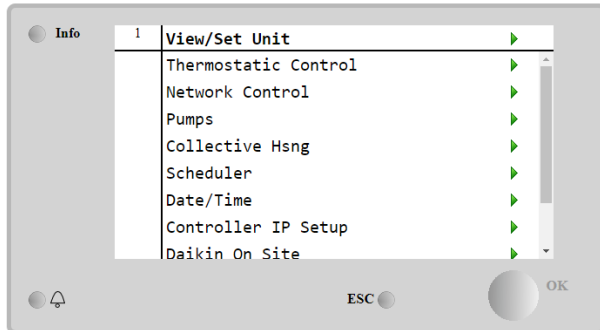 Info
1 View/Set Unit
Thermostatic Control
Network Control
Pumps
Collective Hsng
Scheduler
Date/Time
Controller IP Setup
Daikin On Site
ESC
OK